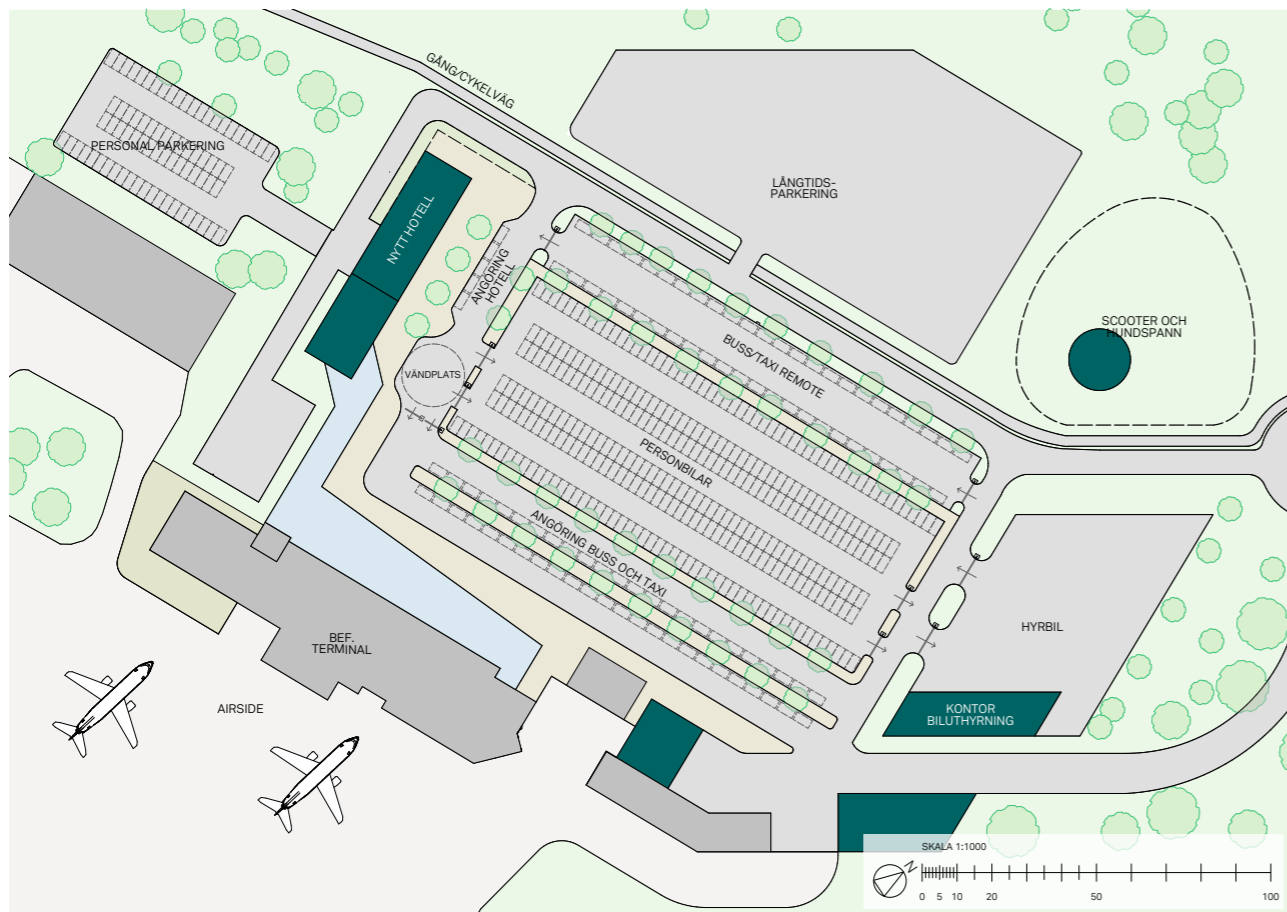 GÅNG/CYKELVÄG
PERSONAL PARKERING
LÅNGTIDS-
PARKERING
NYTT HOTELL
ANGÖRING
HOTELL
SCOOTER OCH
HUNDSPANN
BUSS/TAXI REMOTE
VÄNDPLATS
PERSONBILAR
ANGÖRING BUSS OCH TAXI
HYRBIL
BEF.
TERMINAL
AIRSIDE
KONTOR
BILUTHYRNING
SKALA 1:1000
N
0 5 10 20 50 100